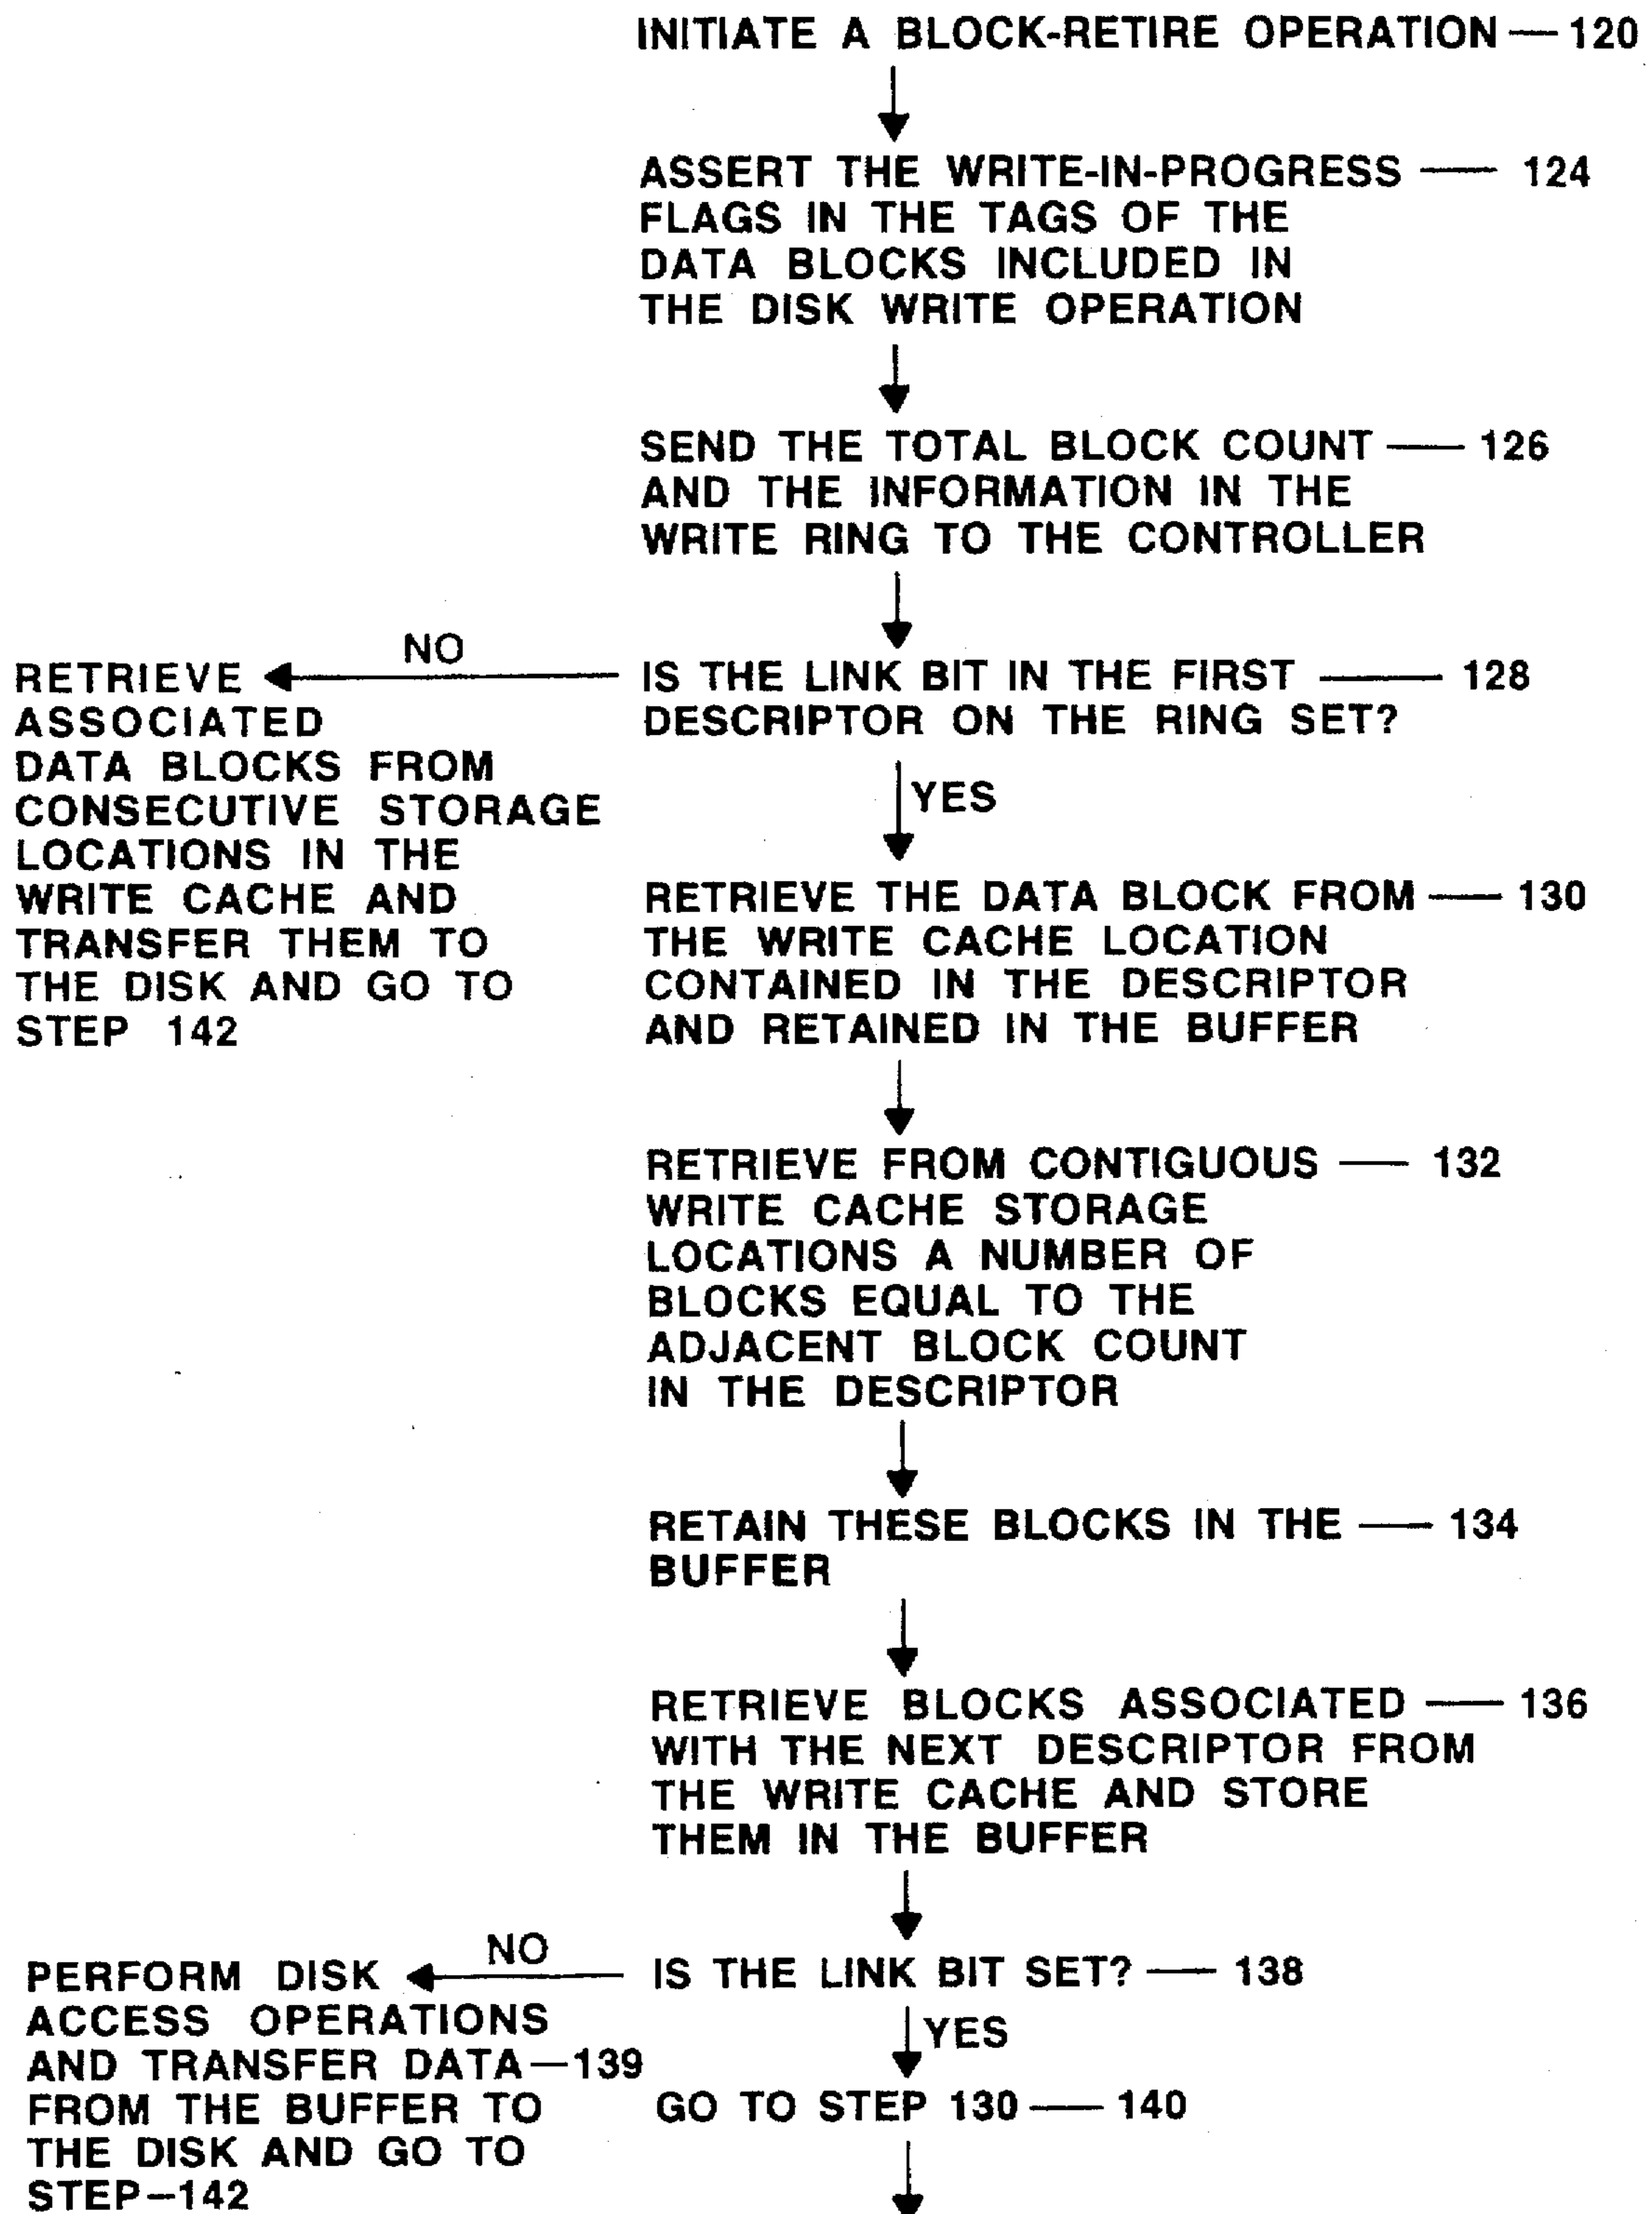 INITIATE A BLOCK-RETIRE OPERATION — 120
ASSERT THE WRITE-IN-PROGRESS — 124
FLAGS IN THE TAGS OF THE
DATA BLOCKS INCLUDED IN
THE DISK WRITE OPERATION
SEND THE TOTAL BLOCK COUNT — 126
AND THE INFORMATION IN THE
WRITE RING TO THE CONTROLLER
IS THE LINK BIT IN THE FIRST — 128
DESCRIPTOR ON THE RING SET?
NO
RETRIEVE
ASSOCIATED
DATA BLOCKS FROM
CONSECUTIVE STORAGE
LOCATIONS IN THE
WRITE CACHE AND
TRANSFER THEM TO
THE DISK AND GO TO
STEP 142
YES
RETRIEVE THE DATA BLOCK FROM — 130
THE WRITE CACHE LOCATION
CONTAINED IN THE DESCRIPTOR
AND RETAINED IN THE BUFFER
RETRIEVE FROM CONTIGUOUS — 132
WRITE CACHE STORAGE
LOCATIONS A NUMBER OF
BLOCKS EQUAL TO THE
ADJACENT BLOCK COUNT
IN THE DESCRIPTOR
RETAIN THESE BLOCKS IN THE — 134
BUFFER
RETRIEVE BLOCKS ASSOCIATED — 136
WITH THE NEXT DESCRIPTOR FROM
THE WRITE CACHE AND STORE
THEM IN THE BUFFER
IS THE LINK BIT SET? — 138
NO
PERFORM DISK
ACCESS OPERATIONS
AND TRANSFER DATA—139
FROM THE BUFFER TO
THE DISK AND GO TO
STEP—142
YES
GO TO STEP 130 — 140